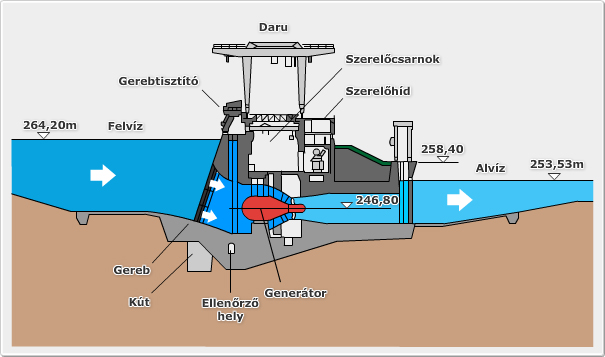 Daru
Szerelőcsarnok
Gerebtisztító
Szerelőhíd
264,20m
Felvíz
258,40
Alvíz
253,53m
246,80
Gereb
Kút
Ellenőrző
hely
Generátor